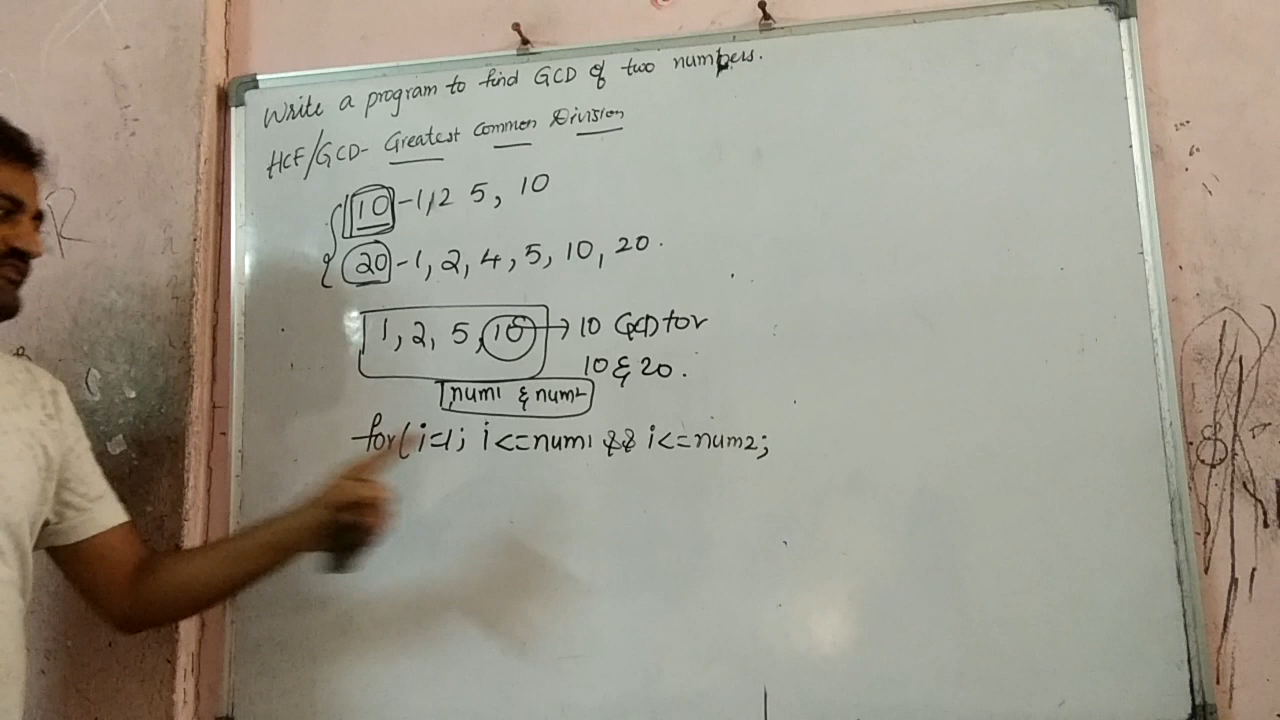 Write a program to find GCD of two numbers.
HCF/GCD- Greatest Common Division
10 -1,2 5, 10
20 -1, 2, 4, 5, 10, 20.
1, 2, 5, 10 → 10 GCD for
10 & 20.
num1 & num2
for( i=1; i<=num1 && i<=num2;
R